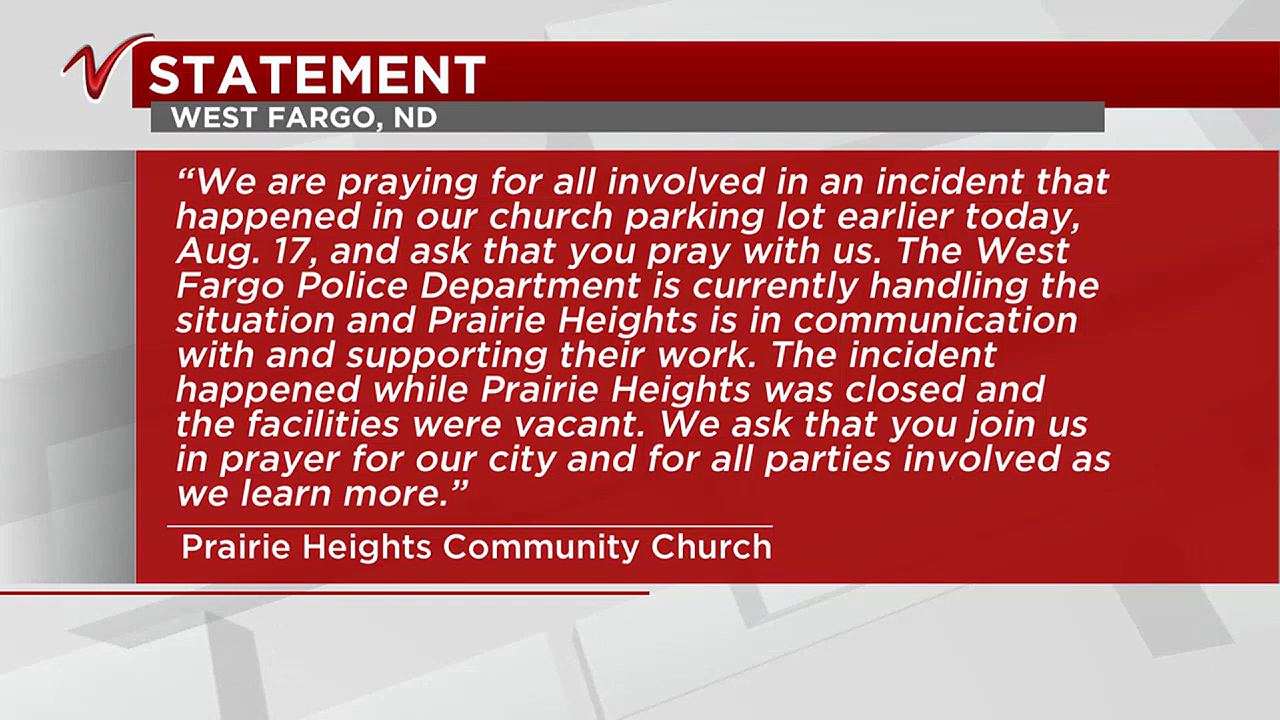 STATEMENT
WEST FARGO, ND
“We are praying for all involved in an incident that
happened in our church parking lot earlier today,
Aug. 17, and ask that you pray with us. The West
Fargo Police Department is currently handling the
situation and Prairie Heights is in communication
with and supporting their work. The incident
happened while Prairie Heights was closed and
the facilities were vacant. We ask that you join us
in prayer for our city and for all parties involved as
we learn more.”
Prairie Heights Community Church